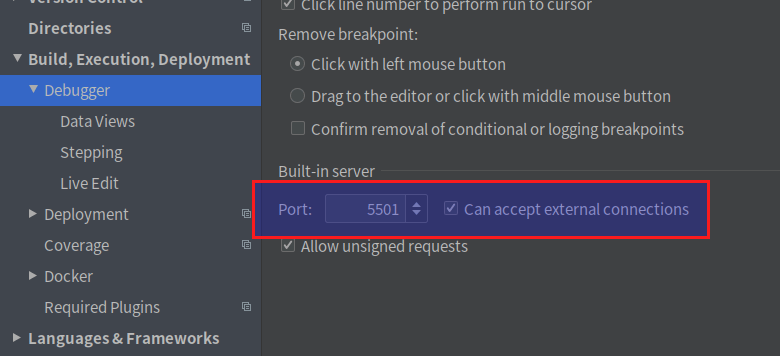 Version Control
Directories
Build, Execution, Deployment
Debugger
Data Views
Stepping
Live Edit
Deployment
Coverage
Docker
Required Plugins
Languages & Frameworks
Click line number to perform run to cursor
Remove breakpoint:
Click with left mouse button
Drag to the editor or click with middle mouse button
Confirm removal of conditional or logging breakpoints
Built-in server
Port: 5501 Can accept external connections
Allow unsigned requests